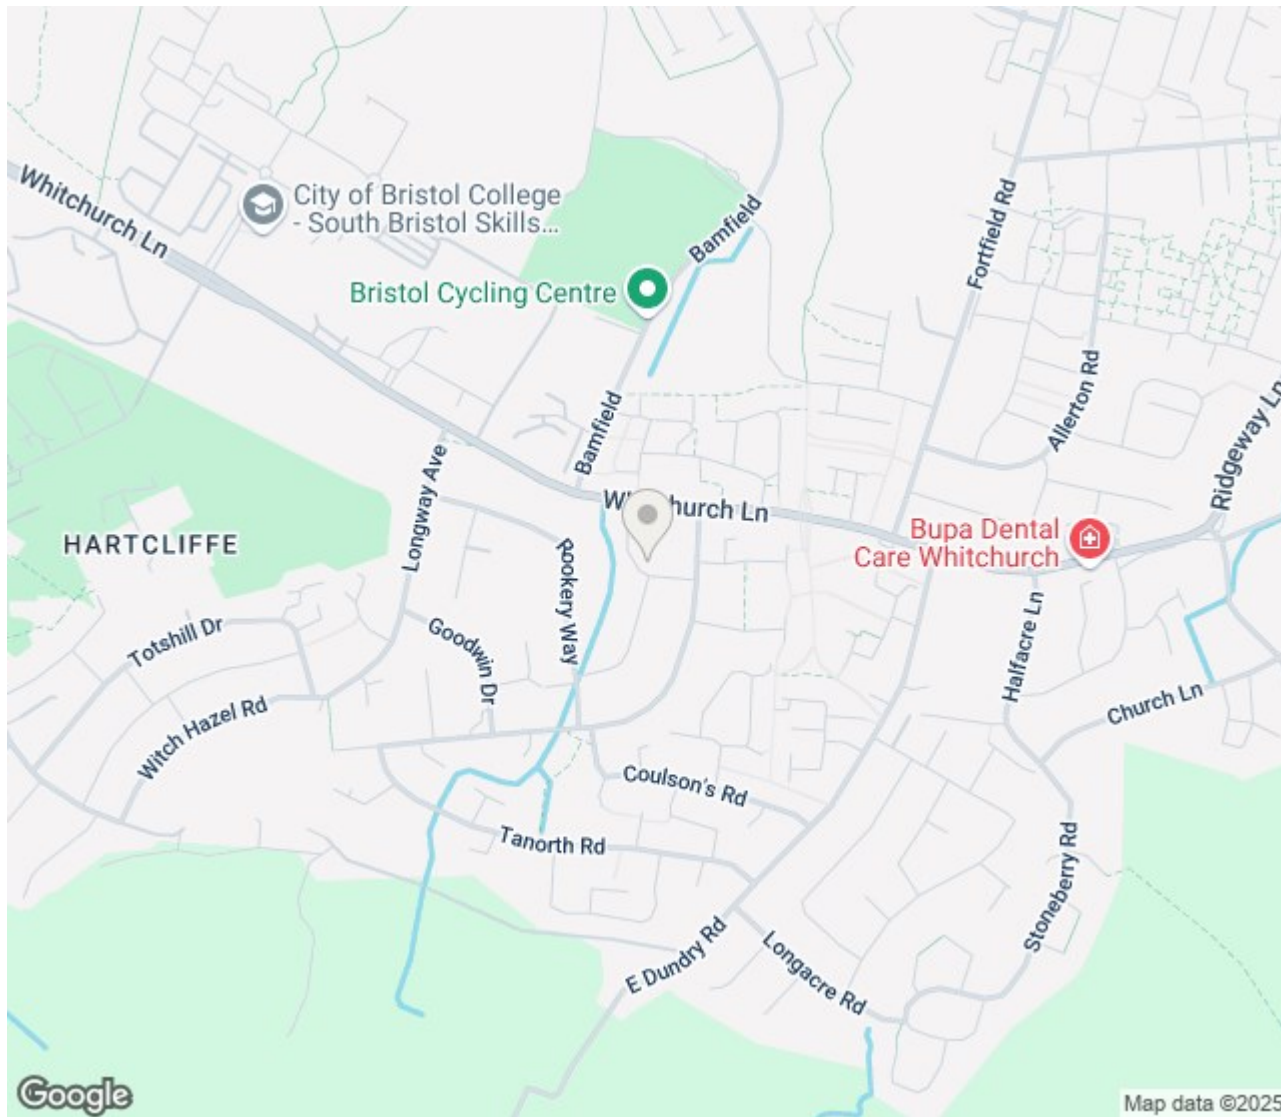 Whitchurch Ln
City of Bristol College
- South Bristol Skills...
Bamfield
Fortfield Rd
Bristol Cycling Centre
Allerton Rd
Ridgeway Ln
Bamfield
Longway Ave
Wh church Ln
HARTCLIFFE
Bupa Dental
Care Whitchurch
Rookery Way
Totshill Dr
Goodwin Dr
Halfacre Ln
Church Ln
Witch Hazel Rd
Coulson's Rd
Tanorth Rd
Stoneberry Rd
E Dundry Rd
Longacre Rd
Google
Map data ©2025